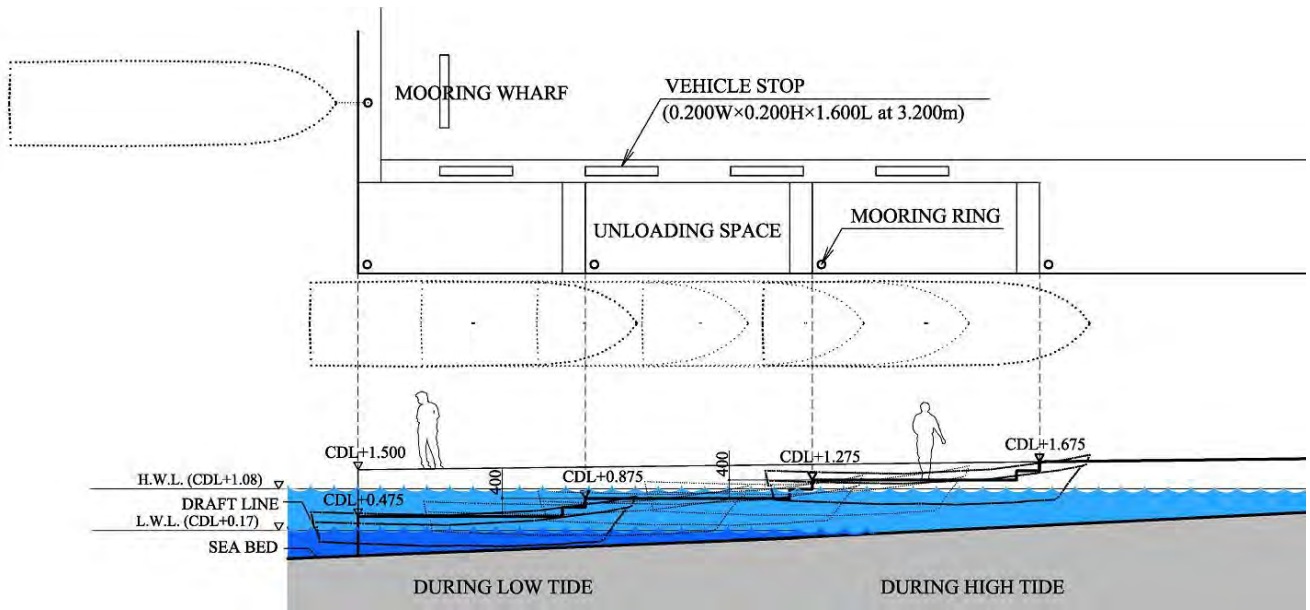 MOORING WHARF
VEHICLE STOP
(0.200W×0.200H×1.600L at 3.200m)
UNLOADING SPACE
MOORING RING
CDL+1.500
H.W.L. (CDL+1.08)
DRAFT LINE
L.W.L. (CDL+0.17)
SEA BED
CDL+0.475
400
CDL+0.875
400
CDL+1.275
CDL+1.675
DURING LOW TIDE
DURING HIGH TIDE